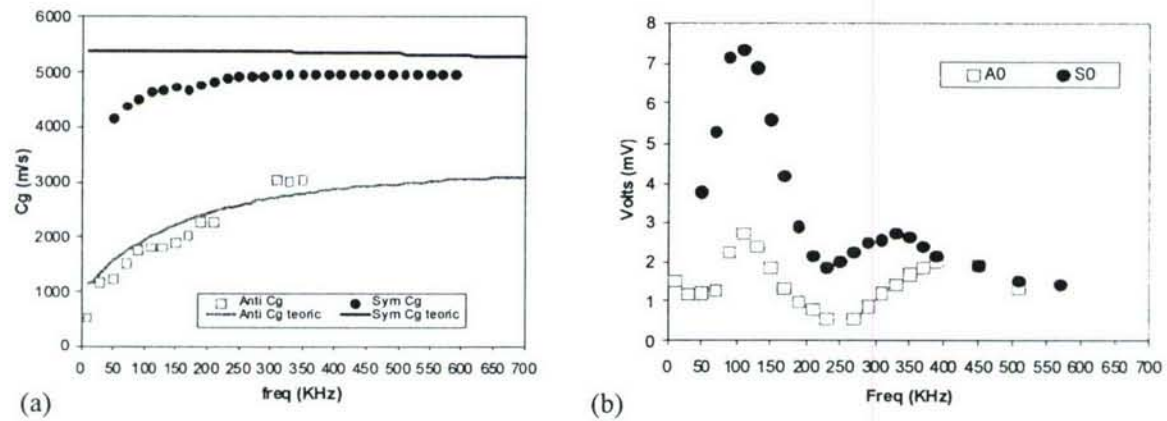 6000
5000
4000
3000
2000
1000
0
Cg (m/s)
Anti Cg
Sym Cg
Anti Cg teoric
Sym Cg teoric
0 50 100 150 200 250 300 350 400 450 500 550 600 650 700
freq (KHz)
(a)
8
7
6
5
4
3
2
1
0
Volts (mV)
A0
S0
0 50 100 150 200 250 300 350 400 450 500 550 600 650 700
Freq (KHz)
(b)